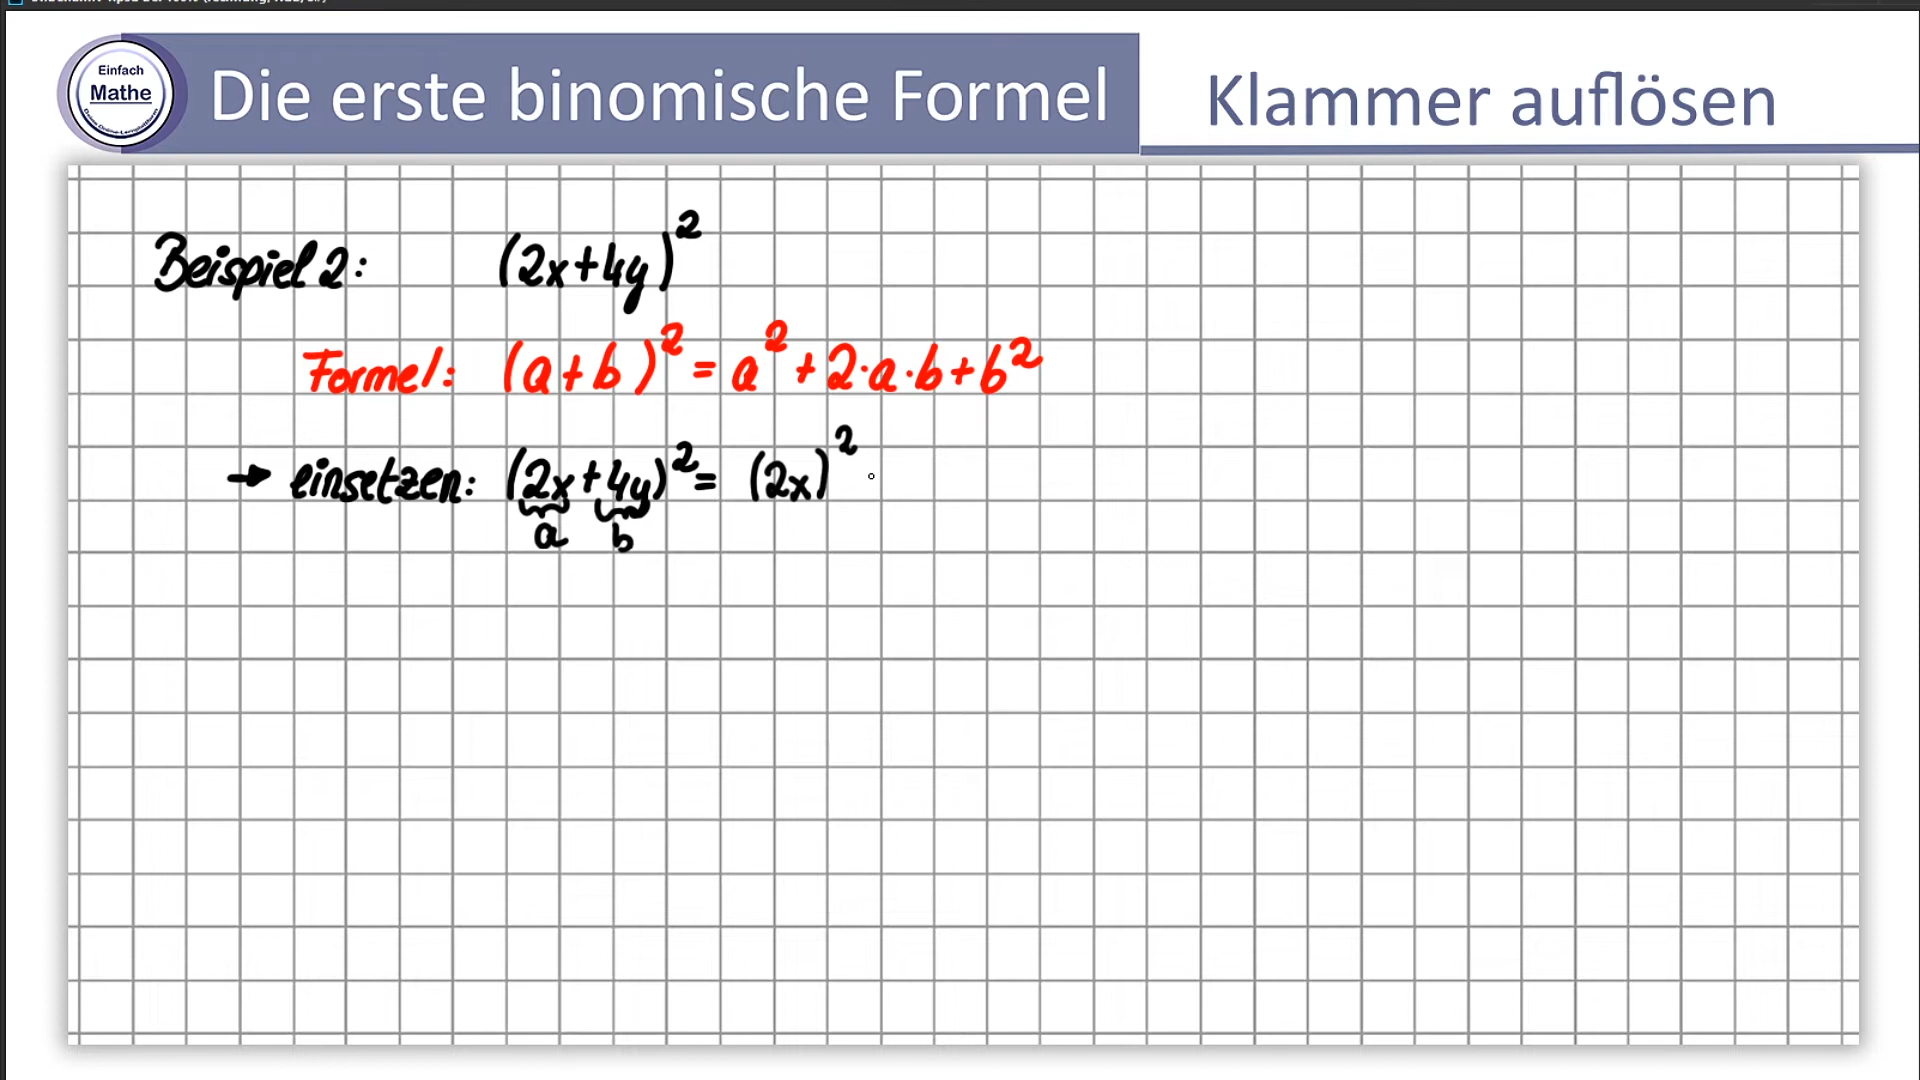 Einfach
Mathe
Die erste binomische Formel
Klammer auflösen
Beispiel 2: (2x+4y)²
Formel: (a+b)² = a² + 2·a·b+b²
→ einsetzen: (2x+4y)² = (2x)²
a b